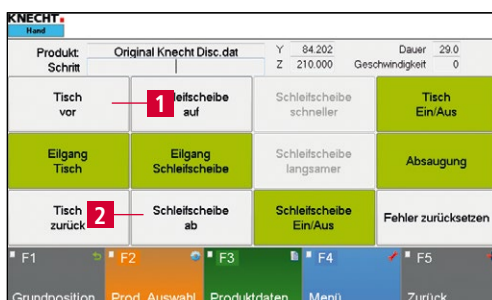 KNECHT
Hand
Produkt: Original Knecht Disc.dat Y 84.202 Dauer 29.0
Schritt Z 210.000 Geschwindigkeit 0
Tisch vor
1
Schleifscheibe auf
Schleifscheibe schneller
Tisch Ein/Aus
Eilgang Tisch
Eilgang Schleifscheibe
Schleifscheibe langsamer
Absaugung
Tisch zurück
2
Schleifscheibe ab
Schleifscheibe Ein/Aus
Fehler zurücksetzen
F1 F2 F3 F4 F5
Grundposition Prod. Auswahl Produktdaten Menü Zurück